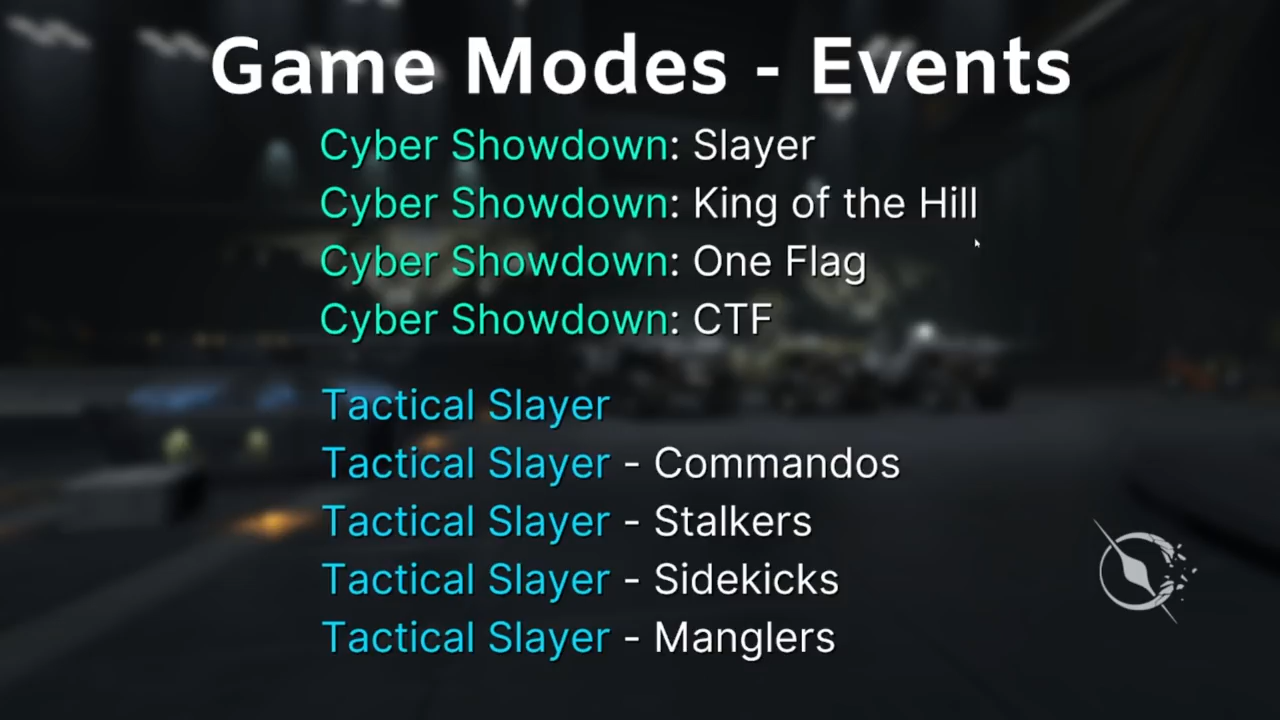 Game Modes - Events
Cyber Showdown: Slayer
Cyber Showdown: King of the Hill
Cyber Showdown: One Flag
Cyber Showdown: CTF
Tactical Slayer
Tactical Slayer - Commandos
Tactical Slayer - Stalkers
Tactical Slayer - Sidekicks
Tactical Slayer - Manglers